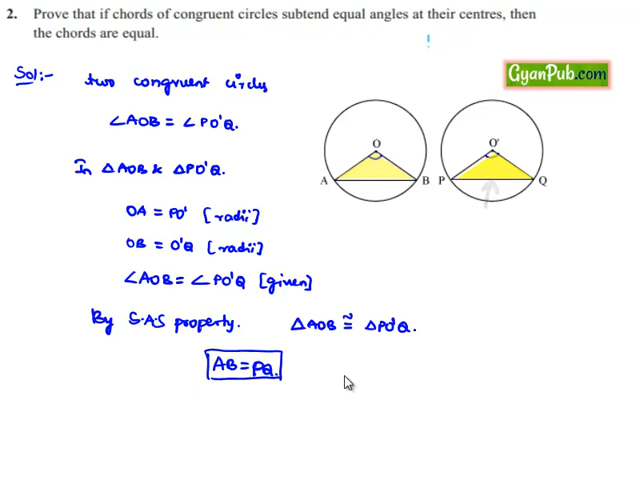 2. Prove that if chords of congruent circles subtend equal angles at their centres, then
the chords are equal.
!
GyanPub.com
Sol:- two congruent circles
∠AOB = ∠PO'Q.
In ΔAOB & ΔPO'Q.
OA = PO' [radii]
OB = O'Q [radii]
∠AOB = ∠PO'Q [given]
By S.A.S property. ΔAOB ≅ ΔPO'Q.
AB = PQ.
O
A
B
O'
P
Q